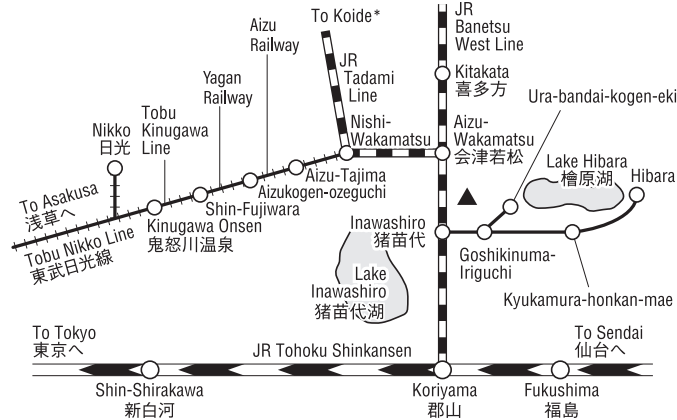 To Koide*
JR
Banetsu
West Line
Aizu
Railway
JR
Tadami
Line
Kitakata
喜多方
Yagan
Railway
Ura-bandai-kogen-eki
Tobu
Kinugawa
Line
Nikko
日光
Nishi-
Wakamatsu
Aizu-
Wakamatsu
会津若松
Lake Hibara
檜原湖
Hibara
Aizu-Tajima
Aizukogen-ozeguchi
Shin-Fujiwara
Kinugawa Onsen
鬼怒川温泉
To Asakusa
浅草へ
Tobu Nikko Line
東武日光線
Inawashiro
猪苗代
Goshikinuma-
Iriguchi
Lake
Inawashiro
猪苗代湖
Kyukamura-honkan-mae
To Tokyo
東京へ
JR Tohoku Shinkansen
To Sendai
仙台へ
Shin-Shirakawa
新白河
Koriyama
郡山
Fukushima
福島